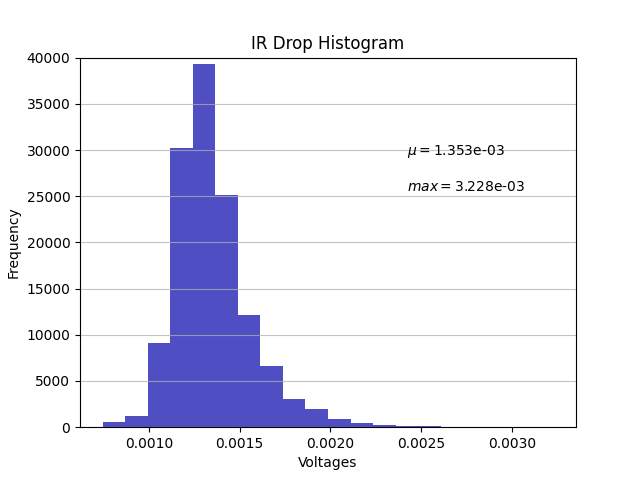 IR Drop Histogram
40000
35000
30000
25000
20000
15000
10000
5000
0
Frequency
μ = 1.353e-03
max = 3.228e-03
0.0010 0.0015 0.0020 0.0025 0.0030
Voltages